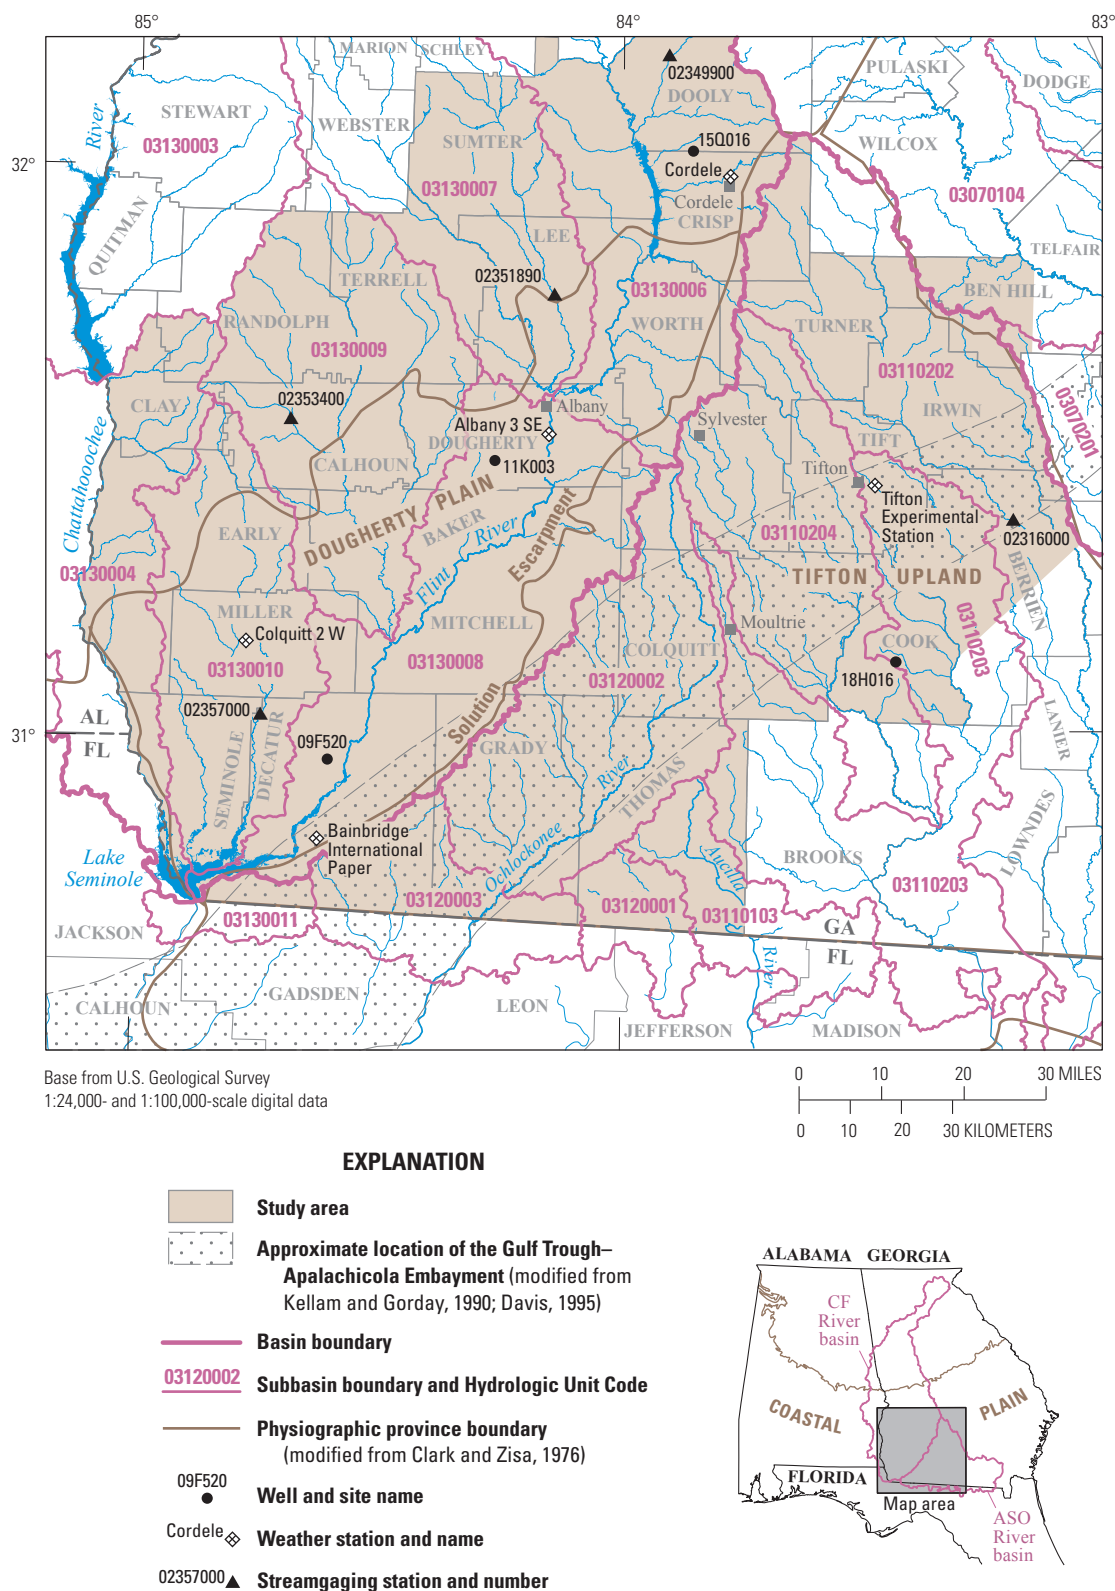 85°
84°
83°
MARION
SCHLEY
02349900
DOOLY
PULASKI
DODGE
STEWART
WEBSTER
SUMTER
River
03130003
15Q016
WILCOX
32°
32°
Cordele
Cordele
CRISP
03130007
03070104
QUITMAN
LEE
TELFAIR
TERRELL
02351890
03130006
BEN HILL
RANDOLPH
WORTH
TURNER
03130009
03110202
CLAY
02353400
Albany
IRWIN
03070201
Albany 3 SE
DOUGHERTY
Sylvester
TIFT
CALHOUN
11K003
Tifton
Tifton
Experimental
Station
Chattahoochee
DOUGHERTY PLAIN
BAKER
River
Escarpment
EARLY
03110204
02316000
03130004
Flint
TIFTON UPLAND
BERRIEN
MILLER
Colquitt 2 W
MITCHELL
Moultrie
COOK
03110203
03130010
03130008
COLQUITT
03120002
18H016
02357000
AL
FL
31°
31°
Solution
GRADY
LANIER
SEMINOLE
DECATUR
09F520
River
THOMAS
Bainbridge
International
Paper
Lake
Seminole
Ochlockonee
Aucilla
BROOKS
LOWNDES
03110203
03120003
03120001
03110103
03130011
GA
FL
JACKSON
River
GADSDEN
CALHOUN
LEON
JEFFERSON
MADISON
Base from U.S. Geological Survey
1:24,000- and 1:100,000-scale digital data
0 10 20 30 MILES
0 10 20 30 KILOMETERS
EXPLANATION
Study area
Approximate location of the Gulf Trough–
Apalachicola Embayment (modified from
Kellam and Gorday, 1990; Davis, 1995)
Basin boundary
03120002
Subbasin boundary and Hydrologic Unit Code
Physiographic province boundary
(modified from Clark and Zisa, 1976)
09F520
Well and site name
Cordele
Weather station and name
02357000
Streamgaging station and number
ALABAMA
GEORGIA
CF
River
basin
COASTAL
PLAIN
FLORIDA
Map area
ASO
River
basin